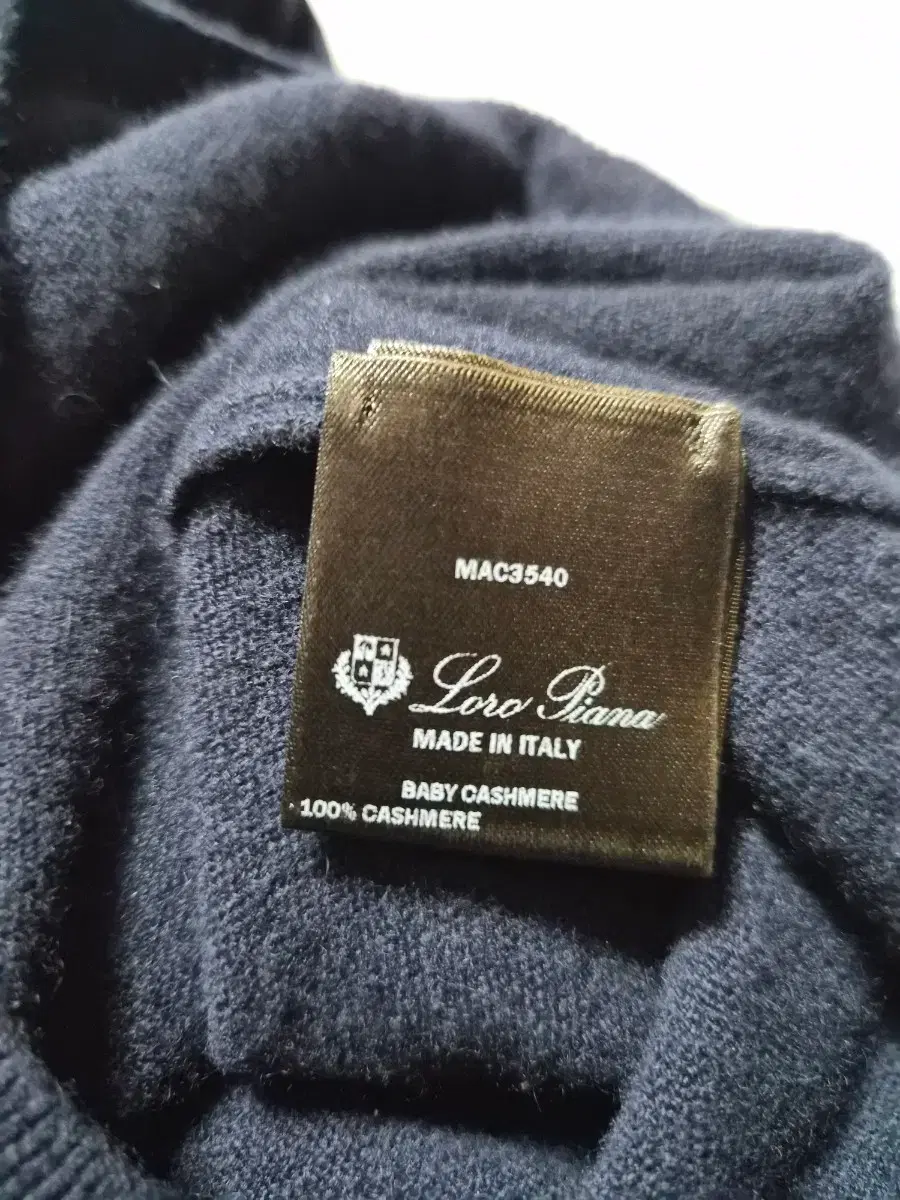 MAC3540
Loro Piana
MADE IN ITALY
BABY CASHMERE
100% CASHMERE